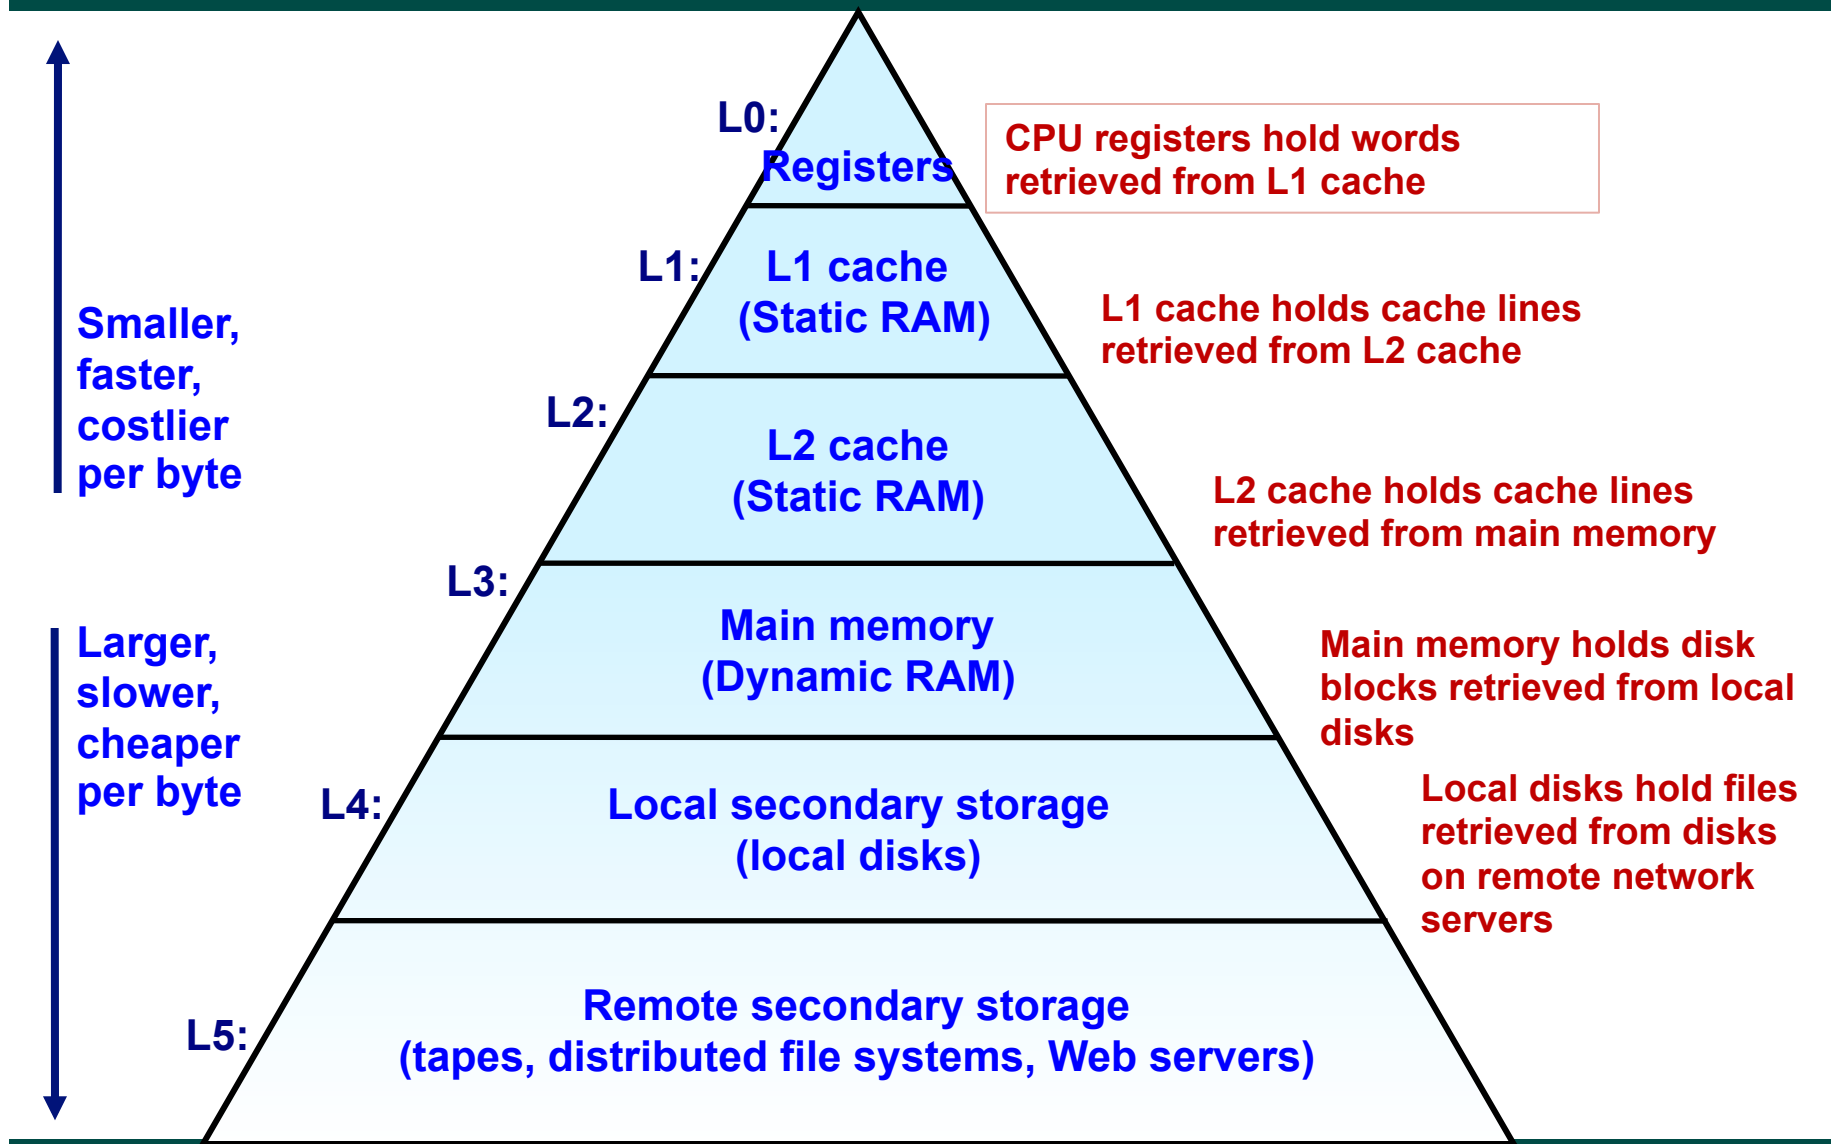 L0:
Registers
CPU registers hold words
retrieved from L1 cache
L1:
L1 cache
(Static RAM)
L1 cache holds cache lines
retrieved from L2 cache
Smaller,
faster,
costlier
per byte
L2:
L2 cache
(Static RAM)
L2 cache holds cache lines
retrieved from main memory
L3:
Main memory
(Dynamic RAM)
Main memory holds disk
blocks retrieved from local
disks
Larger,
slower,
cheaper
per byte
L4:
Local secondary storage
(local disks)
Local disks hold files
retrieved from disks
on remote network
servers
L5:
Remote secondary storage
(tapes, distributed file systems, Web servers)